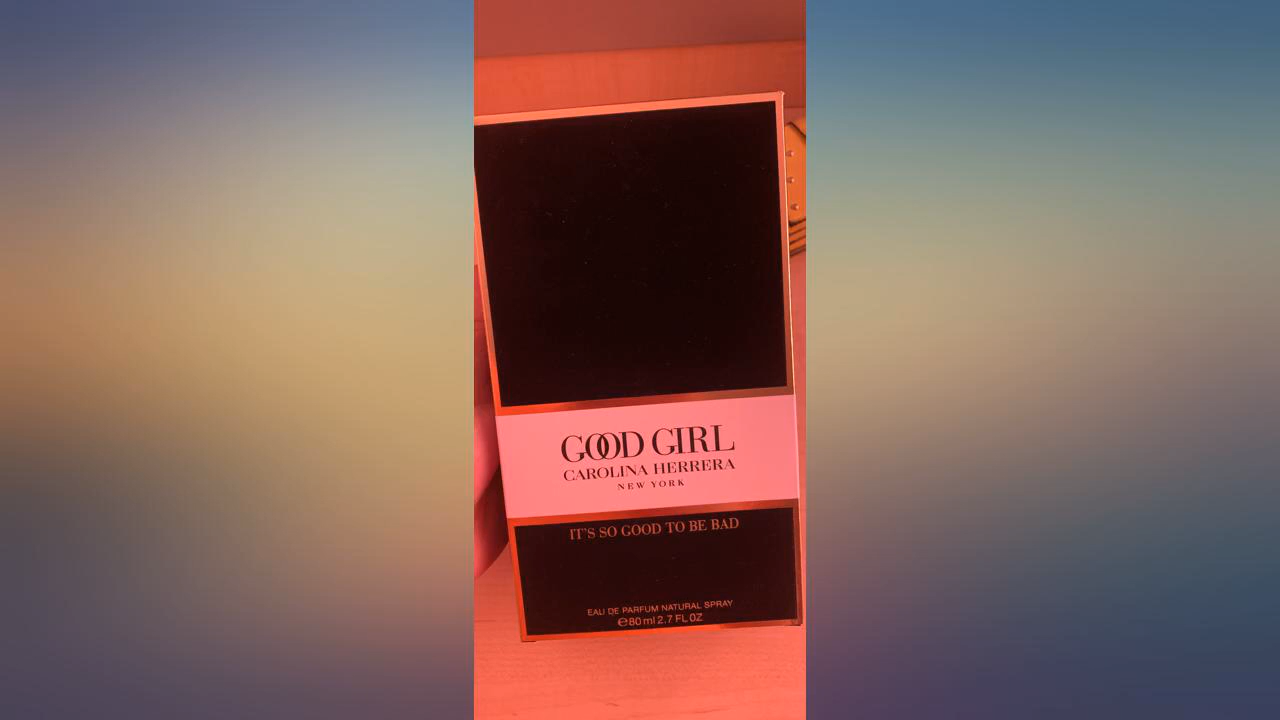 GOOD GIRL
CAROLINA HERRERA
NEW YORK
IT'S SO GOOD TO BE BAD
EAU DE PARFUM NATURAL SPRAY
℮80 ml 2.7 FL OZ